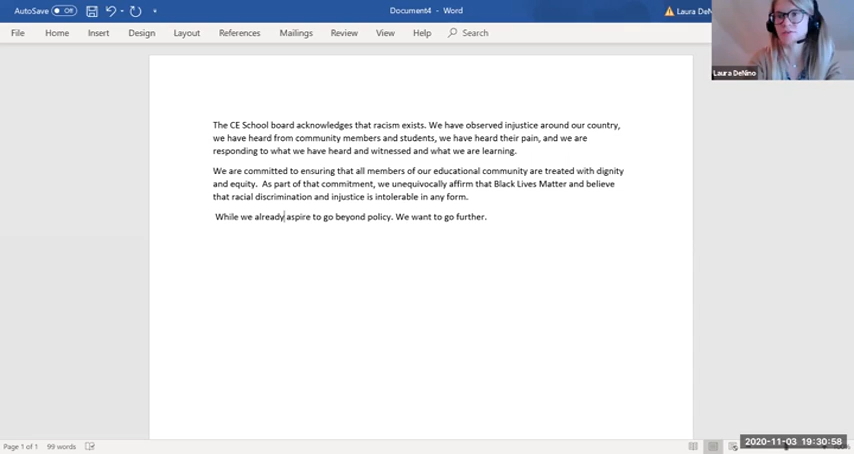 AutoSave Off Document4 - Word Laura DeN
File Home Insert Design Layout References Mailings Review View Help Search
Laura DeNino
The CE School board acknowledges that racism exists. We have observed injustice around our country,
we have heard from community members and students, we have heard their pain, and we are
responding to what we have heard and witnessed and what we are learning.
We are committed to ensuring that all members of our educational community are treated with dignity
and equity. As part of that commitment, we unequivocally affirm that Black Lives Matter and believe
that racial discrimination and injustice is intolerable in any form.
While we already aspire to go beyond policy. We want to go further.
Page 1 of 1 99 words
2020-11-03 19:30:58